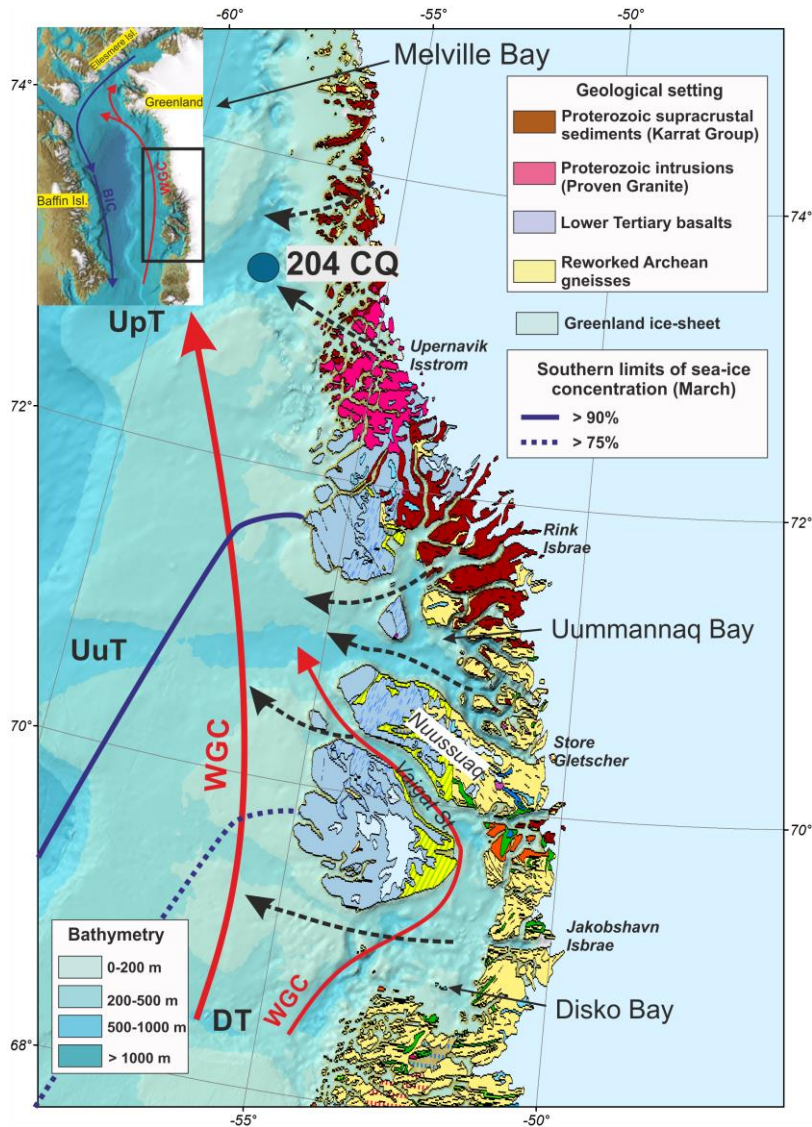 -60°
-55°
-50°
Ellesmere Isl.
Greenland
WGC
BIC
Baffin Isl.
74°
Melville Bay
Geological setting
Proterozoic supracrustal
sediments (Karrat Group)
Proterozoic intrusions
(Proven Granite)
Lower Tertiary basalts
Reworked Archean
gneisses
Greenland ice-sheet
74°
204 CQ
UpT
Upernavik
Isstrom
Southern limits of sea-ice
concentration (March)
> 90%
> 75%
72°
72°
Rink
Isbrae
Uummannaq Bay
UuT
70°
WGC
Nuussuaq
Vaigat St.
Store
Gletscher
70°
Bathymetry
0-200 m
200-500 m
500-1000 m
> 1000 m
Jakobshavn
Isbrae
WGC
Disko Bay
DT
68°
-55°
-50°